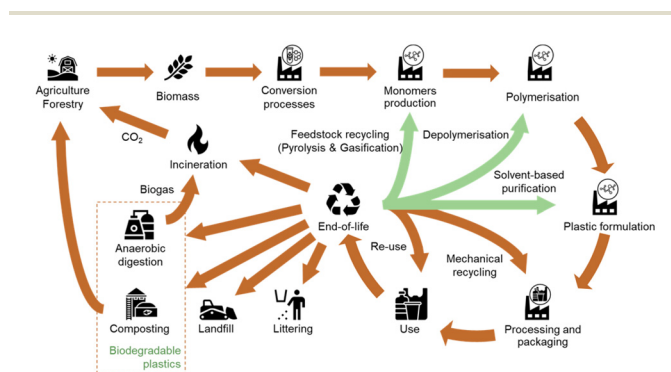 Agriculture
Forestry
Biomass
Conversion
processes
Monomers
production
Polymerisation
CO₂
Incineration
Feedstock recycling
(Pyrolysis & Gasification)
Depolymerisation
Solvent-based
purification
Biogas
Anaerobic
digestion
End-of-life
Plastic formulation
Re-use
Mechanical
recycling
Composting
Landfill
Littering
Use
Processing and
packaging
Biodegradable
plastics